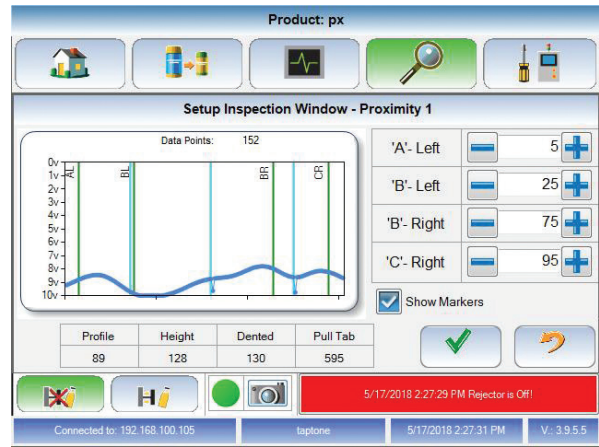 Product: px
Setup Inspection Window - Proximity 1
Data Points: 152
0v
1v
2v
3v
4v
5v
6v
7v
8v
9v
10v
AL
BL
BR
CR
'A'- Left 5
'B'- Left 25
'B'- Right 75
'C'- Right 95
Show Markers
Profile Height Dented Pull Tab
89 128 130 595
5/17/2018 2:27:29 PM Rejector is Off!
Connected to: 192.168.100.105 taptone 5/17/2018 2:27:31 PM V.: 3.9.5.5